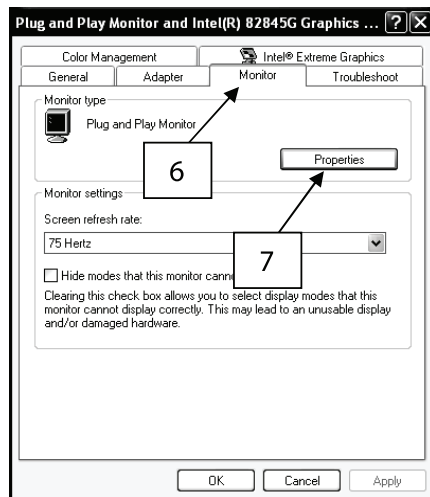 Plug and Play Monitor and Intel(R) 82845G Graphics ...
Color Management
Intel® Extreme Graphics
General
Adapter
Monitor
Troubleshoot
Monitor type
Plug and Play Monitor
6
Properties
Monitor settings
Screen refresh rate:
75 Hertz
7
Hide modes that this monitor
Clearing this check box allows you to select display modes that this
monitor cannot display correctly. This may lead to an unusable display
and/or damaged hardware.
OK
Cancel
Apply